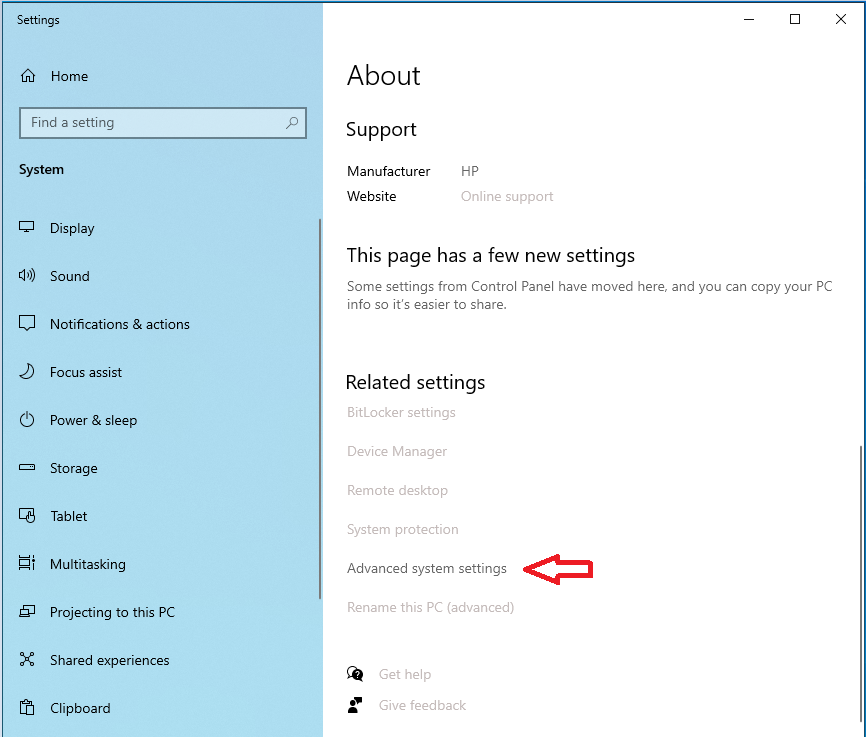 Settings
Home
Find a setting
System
Display
Sound
Notifications & actions
Focus assist
Power & sleep
Storage
Tablet
Multitasking
Projecting to this PC
Shared experiences
Clipboard
About
Support
Manufacturer HP
Website Online support
This page has a few new settings
Some settings from Control Panel have moved here, and you can copy your PC
info so it's easier to share.
Related settings
BitLocker settings
Device Manager
Remote desktop
System protection
Advanced system settings
Rename this PC (advanced)
Get help
Give feedback